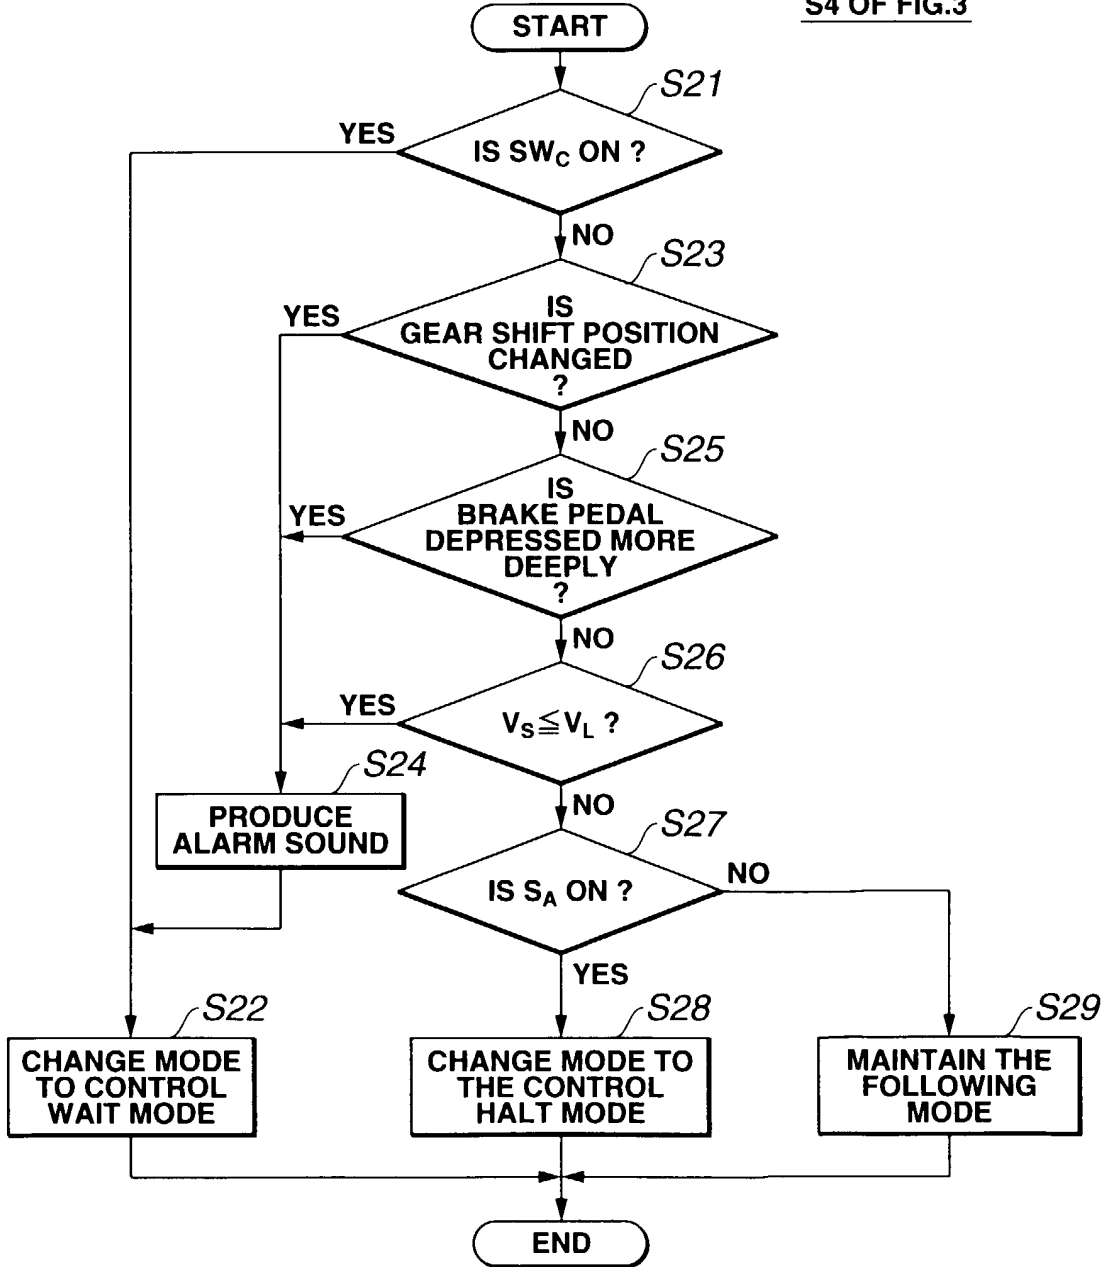 S4 OF FIG.3
START
S21
YES
IS SWC ON ?
NO
S23
YES
IS
GEAR SHIFT POSITION
CHANGED
?
NO
S25
YES
IS
BRAKE PEDAL
DEPRESSED MORE
DEEPLY
?
NO
S26
YES
VS≦VL ?
S24
NO
PRODUCE
ALARM SOUND
S27
IS SA ON ?
NO
YES
S22
S28
S29
CHANGE MODE
TO CONTROL
WAIT MODE
CHANGE MODE TO
THE CONTROL
HALT MODE
MAINTAIN THE
FOLLOWING
MODE
END